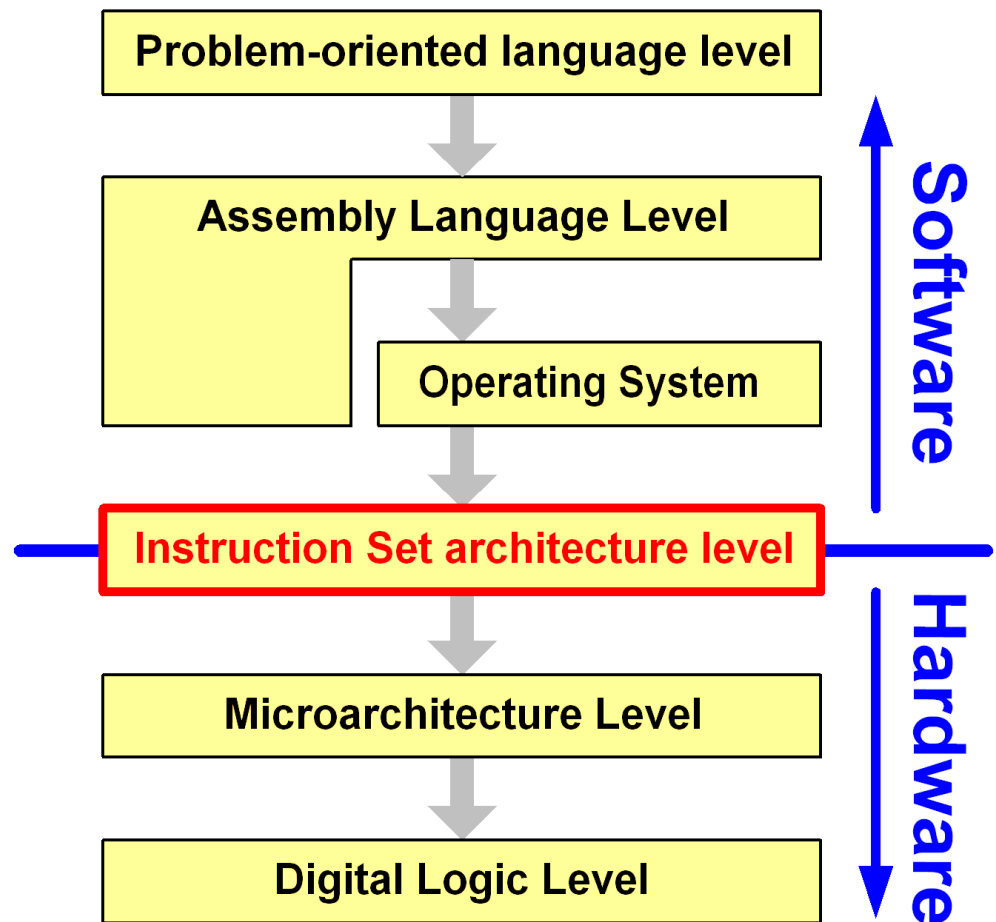 Problem-oriented language level
Assembly Language Level
Operating System
Instruction Set architecture level
Microarchitecture Level
Digital Logic Level
Software
Hardware